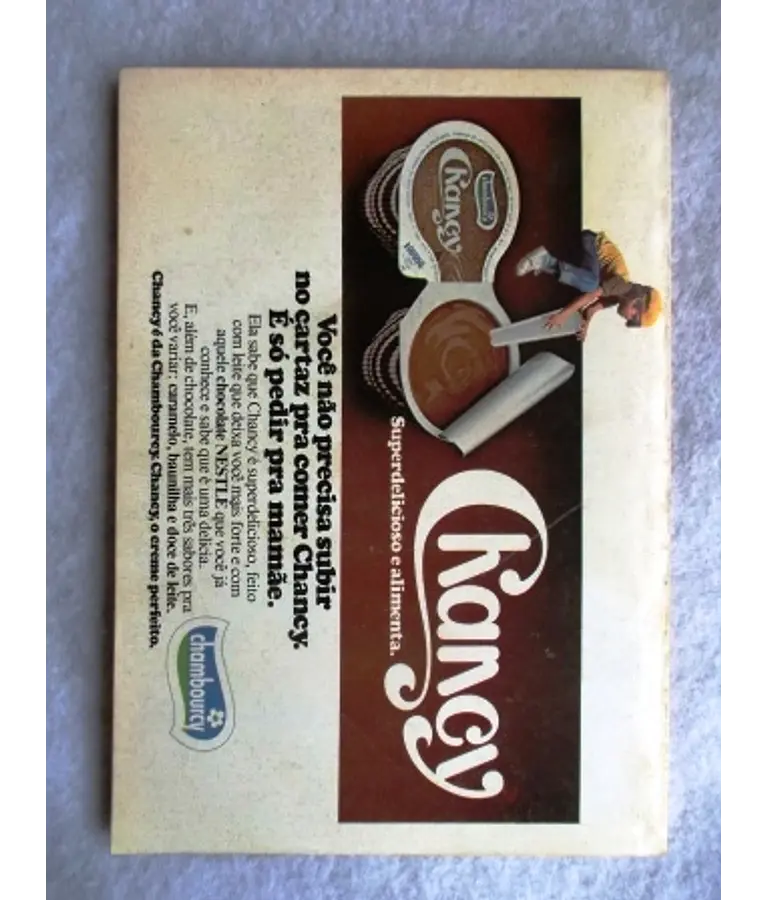 Chancy
Superdelicioso e alimenta.
chambourcy
Chancy
Você não precisa subir
no cartaz pra comer Chancy.
É só pedir pra mamãe.
Ela sabe que Chancy é superdelicioso, feito
com leite que deixa você mais forte e com
aquele chocolate NESTLÉ que você já
conhece e sabe que é uma delícia.
E, além de chocolate, tem mais três sabores pra
você variar: caramelo, baunilha e doce de leite.
Chancy é da Chambourcy. Chancy, o creme perfeito.
chambourcy